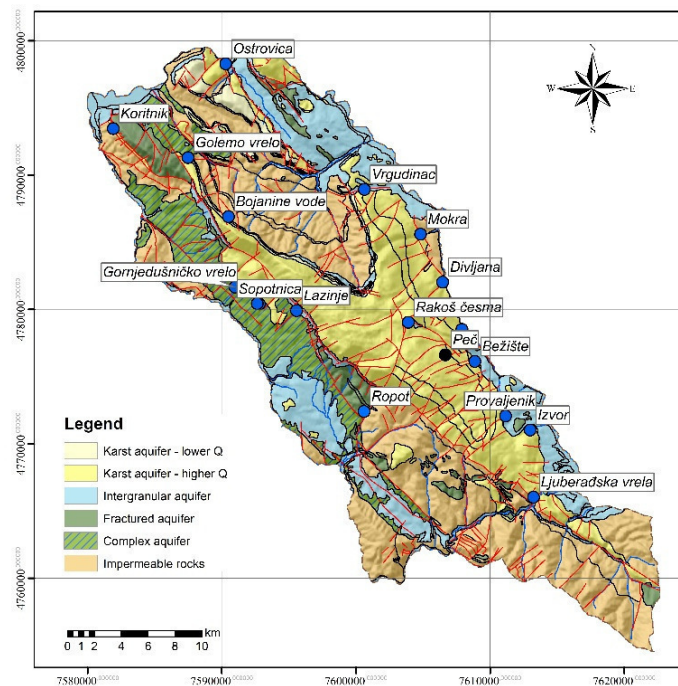 4800000
Ostrovica
N
W E
S
Koritnik
Golemo vrelo
4790000
Vrgudinac
Bojanine vode
Mokra
Divljana
Gornjedušničko vrelo
Sopotnica
Lazinje
4780000
Rakoš česma
Peč
Bežište
Provaljenik
Izvor
Ropot
Legend
Karst aquifer - lower Q
Karst aquifer - higher Q
4770000
Intergranular aquifer
Ljuberađska vrela
Fractured aquifer
Complex aquifer
Impermeable rocks
4760000
km
0 1 2 4 6 8 10
7580000 7590000 7600000 7610000 7620000